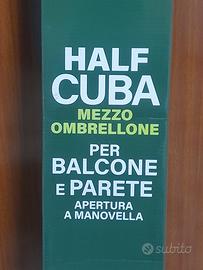 HALF
CUBA
MEZZO
OMBRELLONE
PER
BALCONE
E PARETE
APERTURA
A MANOVELLA
subito